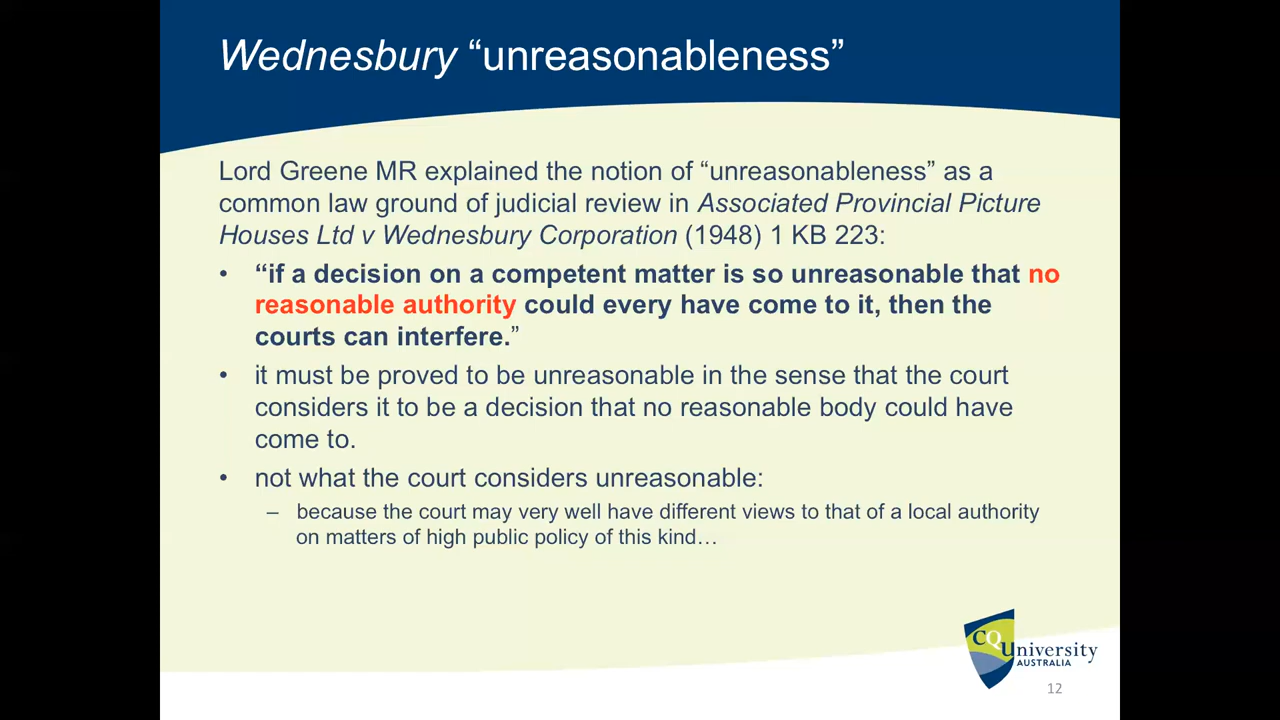 Wednesbury “unreasonableness”
Lord Greene MR explained the notion of “unreasonableness” as a
common law ground of judicial review in Associated Provincial Picture
Houses Ltd v Wednesbury Corporation (1948) 1 KB 223:
• “if a decision on a competent matter is so unreasonable that no
reasonable authority could every have come to it, then the
courts can interfere.”
• it must be proved to be unreasonable in the sense that the court
considers it to be a decision that no reasonable body could have
come to.
• not what the court considers unreasonable:
– because the court may very well have different views to that of a local authority
on matters of high public policy of this kind…
CQUniversity
AUSTRALIA
12